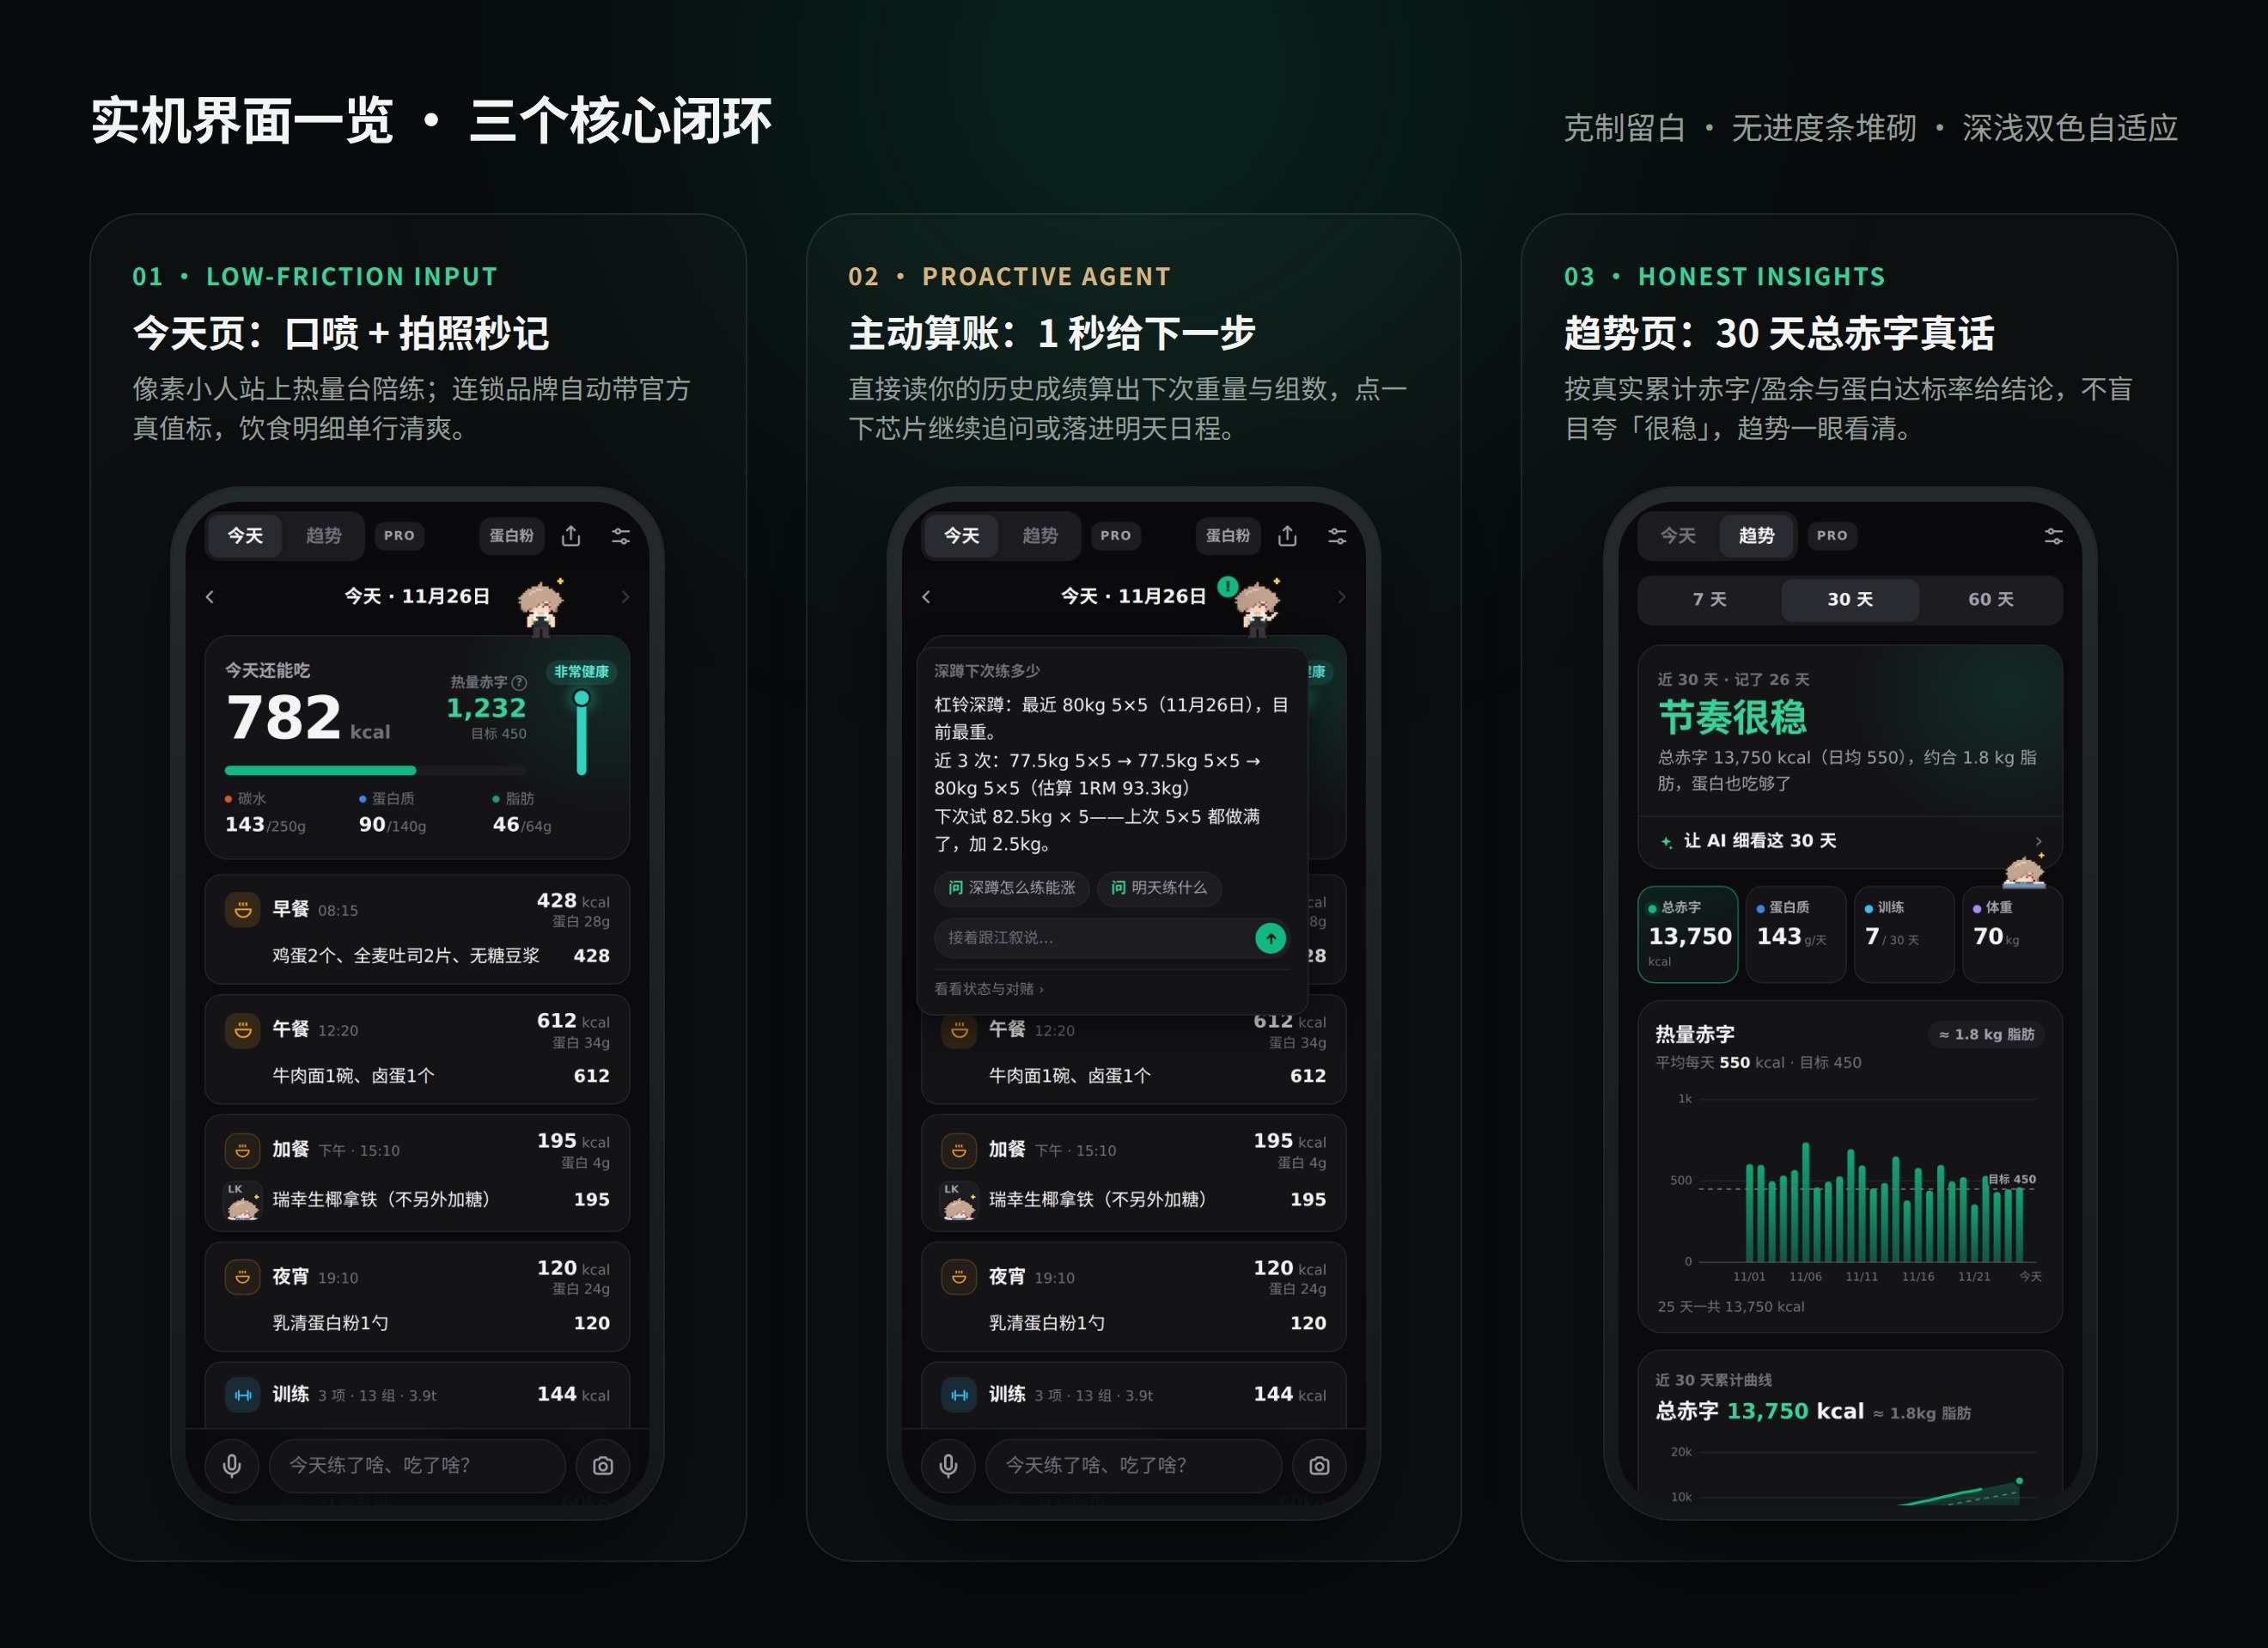 实机界面一览 · 三个核心闭环
克制留白 · 无进度条堆砌 · 深浅双色自适应
01 · LOW-FRICTION INPUT
今天页：口喷 + 拍照秒记
像素小人站上热量台陪练；连锁品牌自动带官方
真值标，饮食明细单行清爽。
今天 趋势 PRO 蛋白粉
今天 · 11月26日
今天还能吃
782 kcal
热量赤字 ?
1,232
目标 450
非常健康
碳水 蛋白质 脂肪
143/250g 90/140g 46/64g
早餐 08:15 428 kcal
蛋白 28g
鸡蛋2个、全麦吐司2片、无糖豆浆 428
午餐 12:20 612 kcal
蛋白 34g
牛肉面1碗、卤蛋1个 612
加餐 下午 · 15:10 195 kcal
蛋白 4g
LK
瑞幸生椰拿铁（不另外加糖） 195
夜宵 19:10 120 kcal
蛋白 24g
乳清蛋白粉1勺 120
训练 3 项 · 13 组 · 3.9t 144 kcal
今天练了啥、吃了啥？
02 · PROACTIVE AGENT
主动算账：1 秒给下一步
直接读你的历史成绩算出下次重量与组数，点一
下芯片继续追问或落进明天日程。
今天 趋势 PRO 蛋白粉
今天 · 11月26日 !
康
深蹲下次练多少
杠铃深蹲：最近 80kg 5×5（11月26日），目
前最重。
近 3 次：77.5kg 5×5 → 77.5kg 5×5 →
80kg 5×5（估算 1RM 93.3kg）
下次试 82.5kg × 5——上次 5×5 都做满
了，加 2.5kg。
问 深蹲怎么练能涨 问 明天练什么
接着跟江叙说…
看看状态与对赌 ›
cal
8g
28
午餐 12:20 612 kcal
蛋白 34g
牛肉面1碗、卤蛋1个 612
加餐 下午 · 15:10 195 kcal
蛋白 4g
LK
瑞幸生椰拿铁（不另外加糖） 195
夜宵 19:10 120 kcal
蛋白 24g
乳清蛋白粉1勺 120
训练 3 项 · 13 组 · 3.9t 144 kcal
今天练了啥、吃了啥？
03 · HONEST INSIGHTS
趋势页：30 天总赤字真话
按真实累计赤字/盈余与蛋白达标率给结论，不盲
目夸「很稳」，趋势一眼看清。
今天 趋势 PRO
7 天 30 天 60 天
近 30 天 · 记了 26 天
节奏很稳
总赤字 13,750 kcal（日均 550），约合 1.8 kg 脂
肪，蛋白也吃够了
让 AI 细看这 30 天
总赤字 蛋白质 训练 体重
13,750 kcal 143 g/天 7 / 30 天 70 kg
热量赤字 ≈ 1.8 kg 脂肪
平均每天 550 kcal · 目标 450
1k
500
目标 450
0
11/01 11/06 11/11 11/16 11/21 今天
25 天一共 13,750 kcal
近 30 天累计曲线
总赤字 13,750 kcal ≈ 1.8kg 脂肪
20k
10k